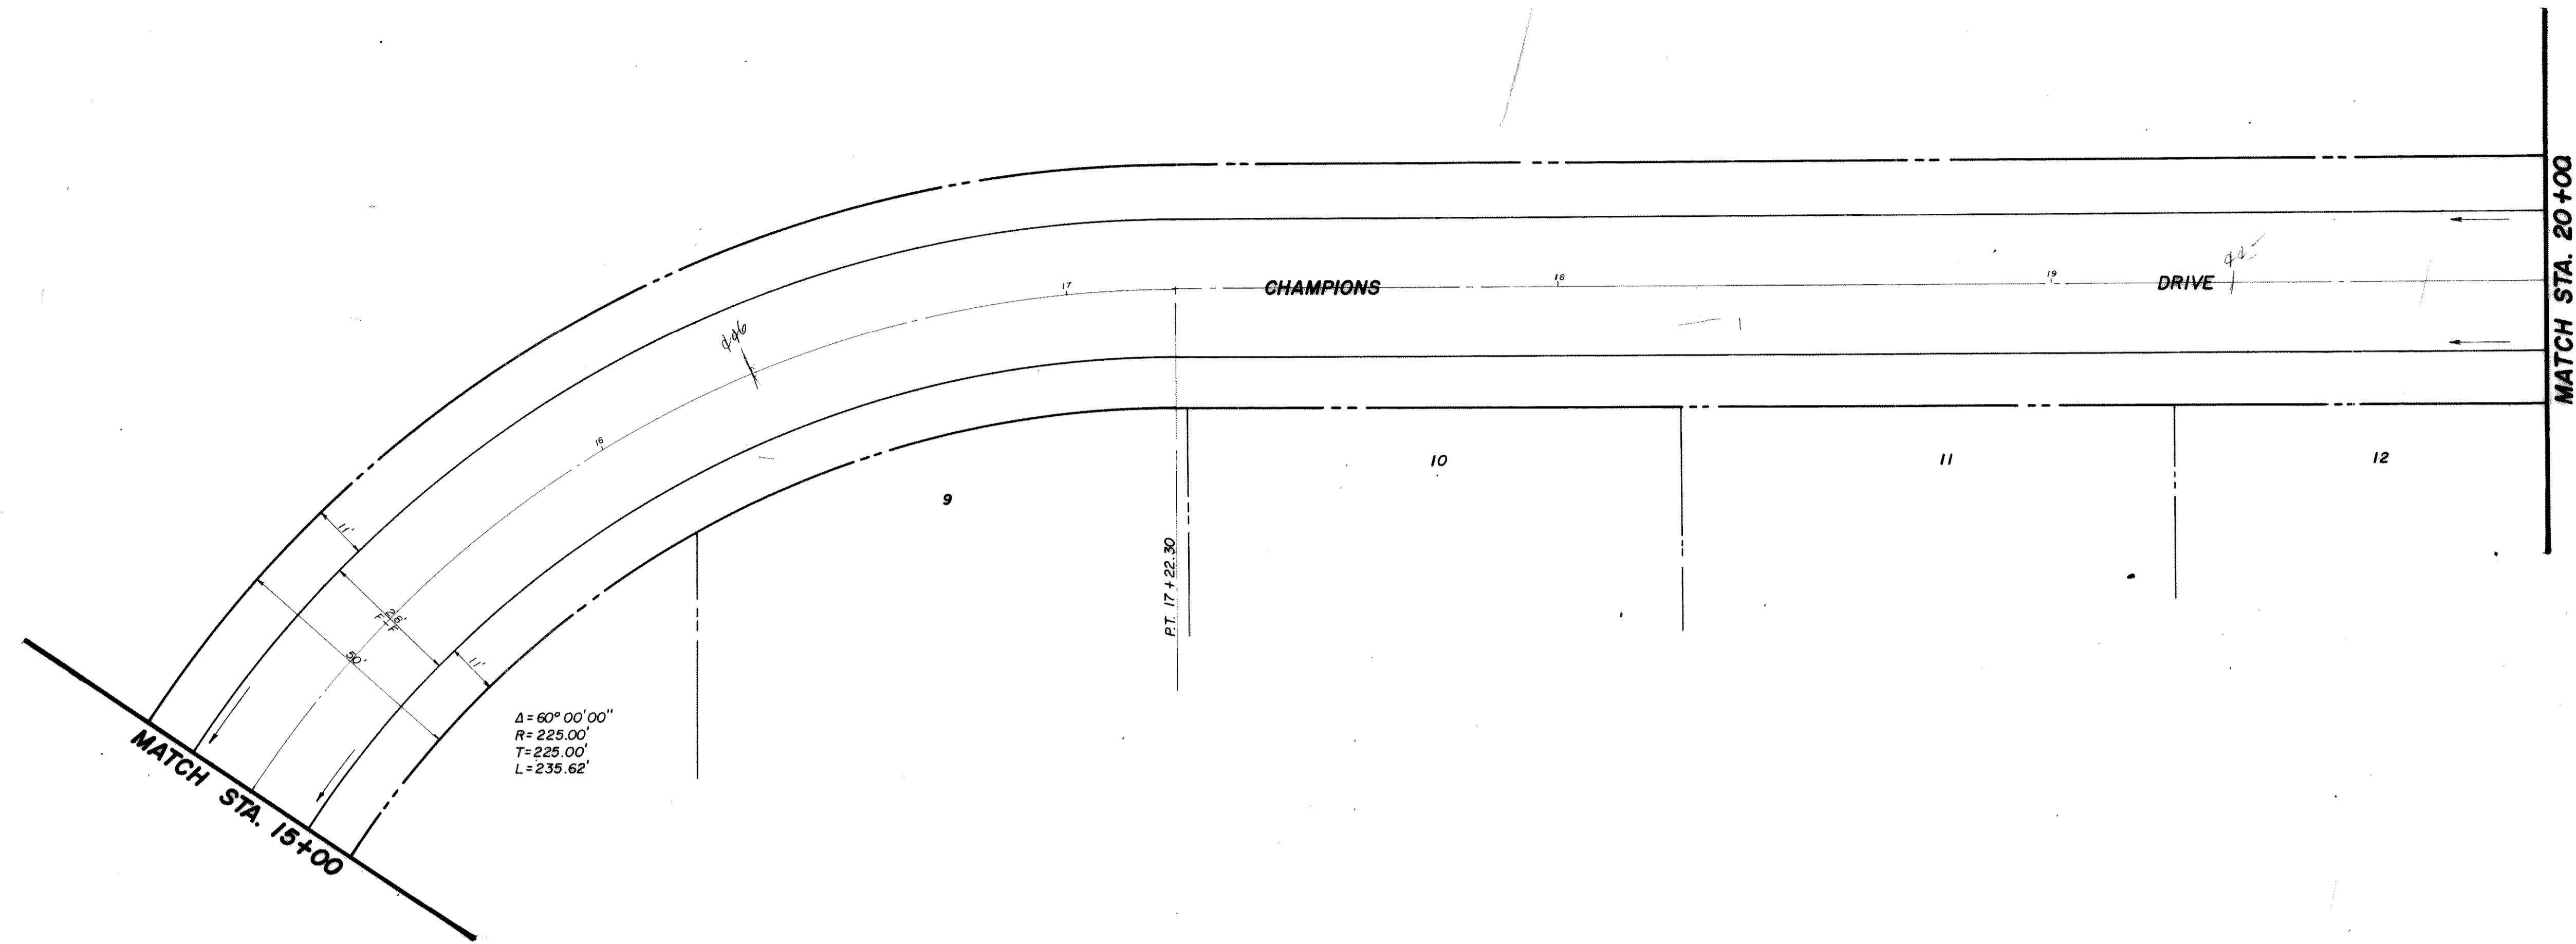 MATCH STA. 20+00
17
CHAMPIONS
18
19
DRIVE
16
10
11
12
9
11'
28'
F - F
50'
11'
P.T. 17 + 22.30
Δ = 60° 00' 00"
R = 225.00'
T = 225.00'
L = 235.62'
MATCH STA. 15+00